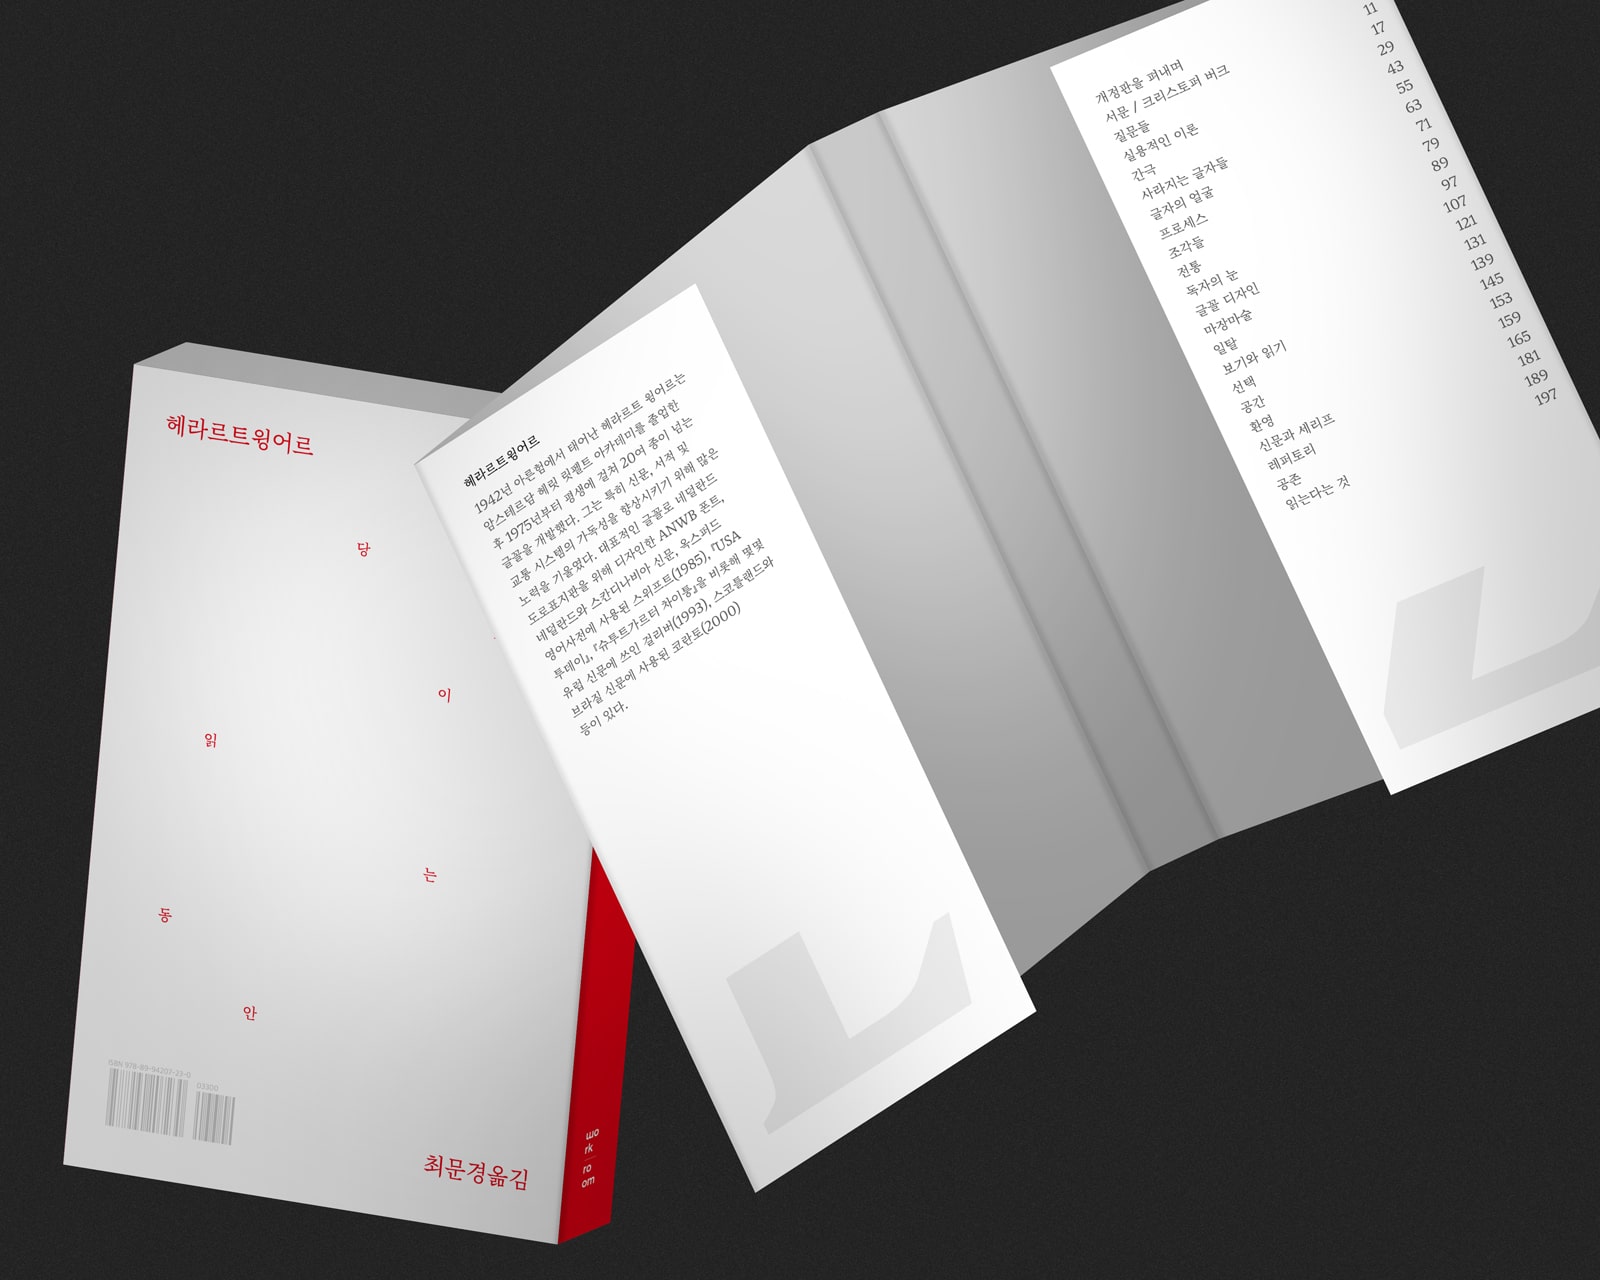 헤라르트윙어르
당
이
읽
는
동
안
ISBN 978-89-94207-23-0
03300
최문경옮김
wo
rk
ro
om
헤라르트윙어르
1942년 아른험에서 태어난 헤라르트 윙어르는
암스테르담 헤릿 릿펠트 아카데미를 졸업한
후 1975년부터 평생에 걸쳐 20여 종이 넘는
글꼴을 개발했다. 그는 특히 신문, 서적 및
교통 시스템의 가독성을 향상시키기 위해 많은
노력을 기울였다. 대표적인 글꼴로 네덜란드
도로표지판을 위해 디자인한 ANWB 폰트,
네덜란드와 스칸디나비아 신문, 옥스퍼드
영어사전에 사용된 스위프트(1985), 『USA
투데이』, 『슈투트가르터 차이퉁』을 비롯해 몇몇
유럽 신문에 쓰인 걸리버(1993), 스코틀랜드와
브라질 신문에 사용된 코란토(2000)
등이 있다.
개정판을 펴내며 11
서문 / 크리스토퍼 버크 17
질문들 29
실용적인 이론 43
간극 55
사라지는 글자들 63
글자의 얼굴 71
프로세스 79
조각들 89
전통 97
독자의 눈 107
글꼴 디자인 121
마장마술 131
일탈 139
보기와 읽기 145
선택 153
공간 159
환영 165
신문과 세리프 181
레퍼토리 189
공존 197
읽는다는 것